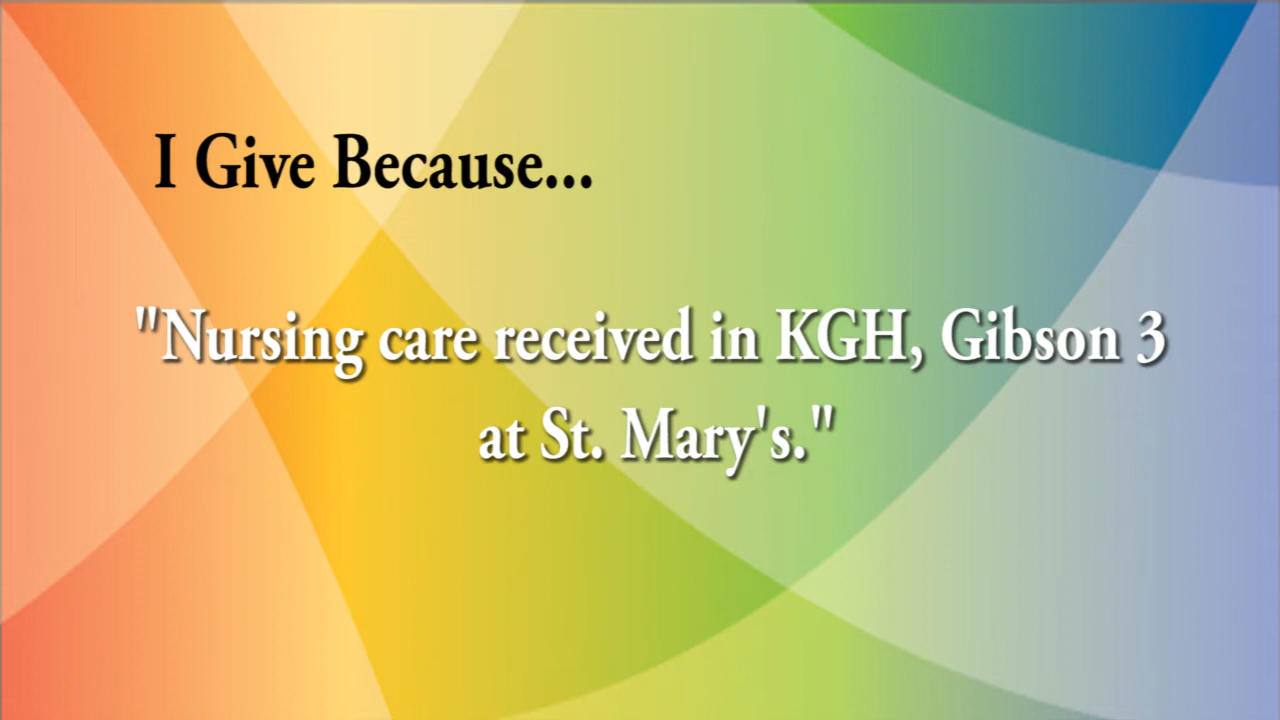 I Give Because...
"Nursing care received in KGH, Gibson 3
at St. Mary's."